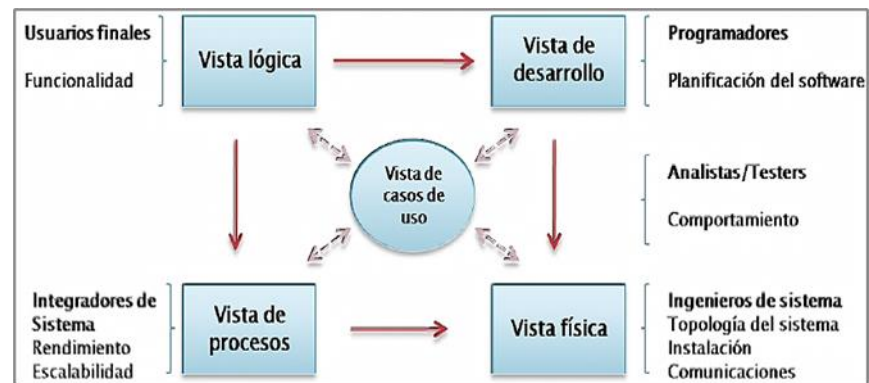 Usuarios finales
Funcionalidad
Vista lógica
Vista de
desarrollo
Programadores
Planificación del software
Vista de
casos de
uso
Analistas/Testers
Comportamiento
Integradores de
Sistema
Rendimiento
Escalabilidad
Vista de
procesos
Vista física
Ingenieros de sistema
Topología del sistema
Instalación
Comunicaciones